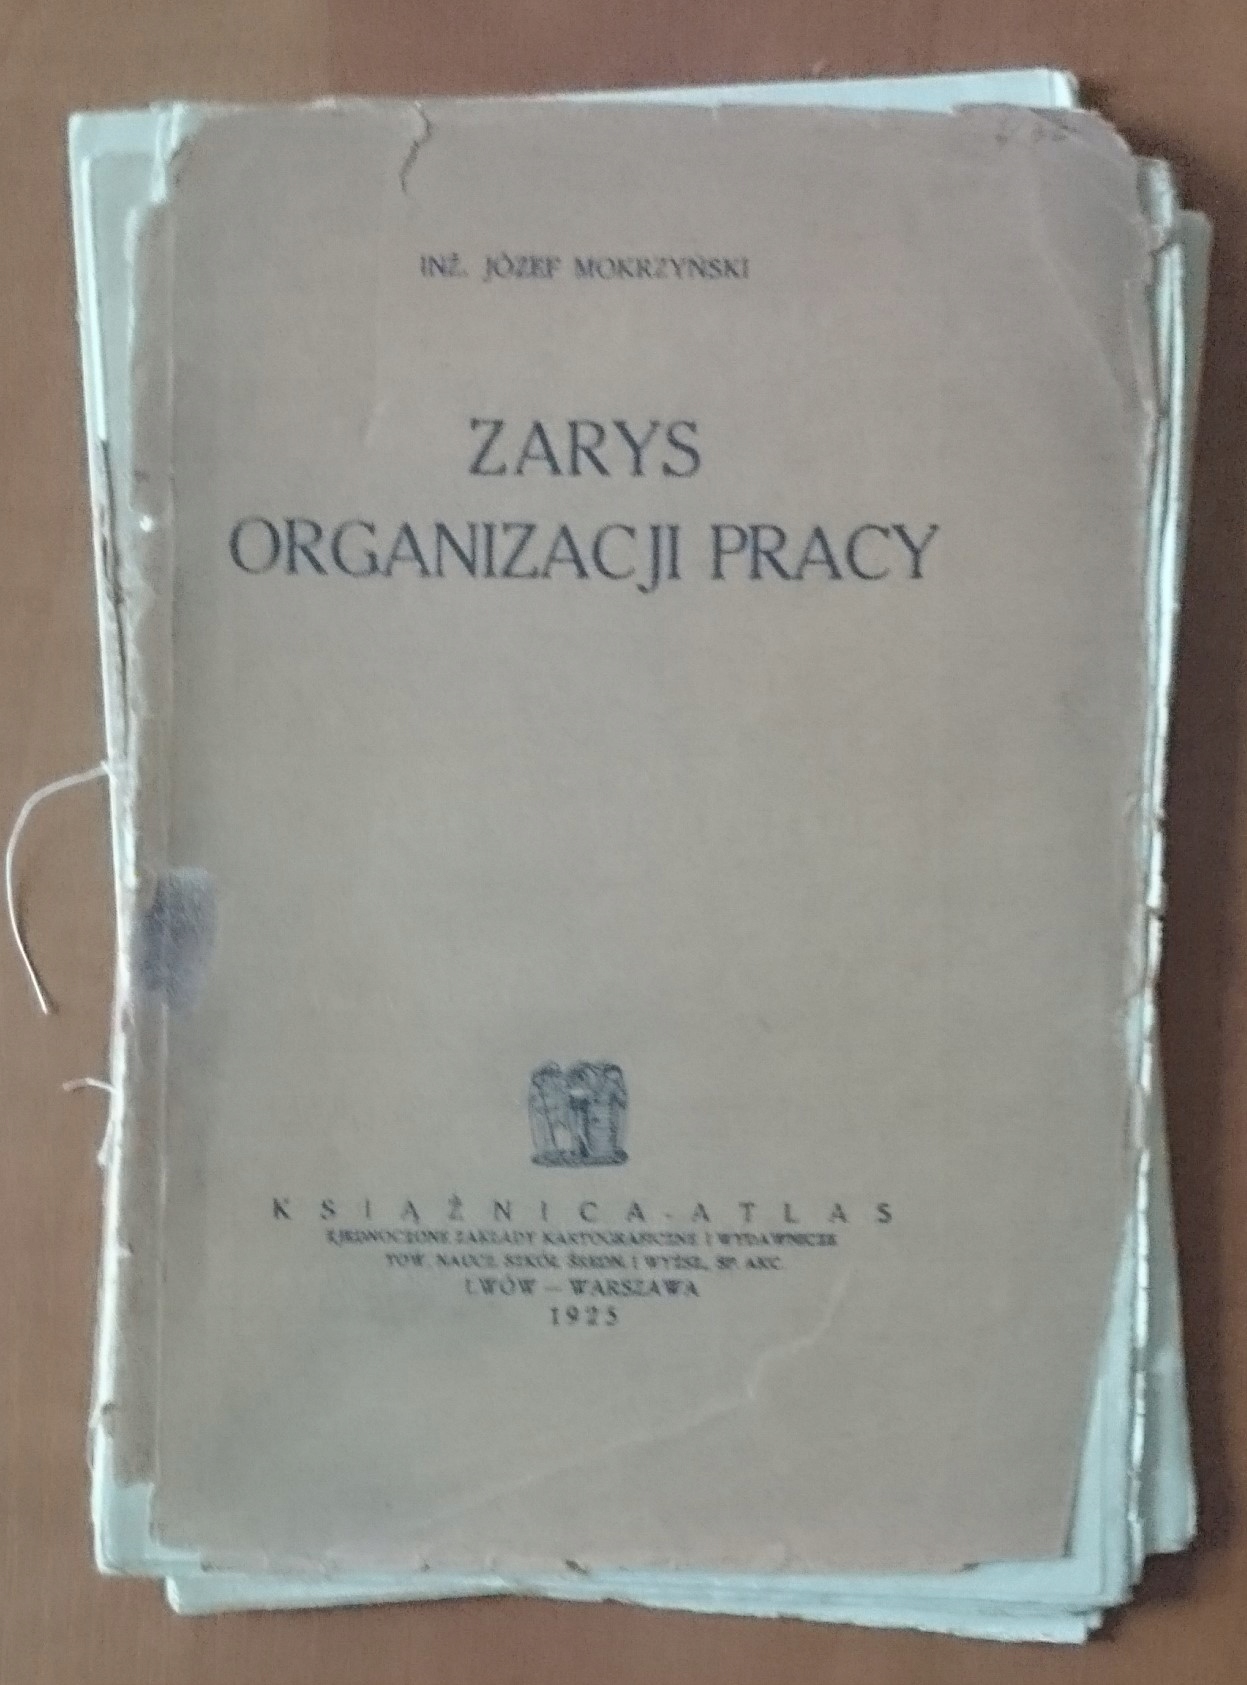 INŻ. JÓZEF MOKRZYŃSKI
ZARYS
ORGANIZACJI PRACY
KSIĄŻNICA-ATLAS
ZJEDNOCZONE ZAKŁADY KARTOGRAFICZNE I WYDAWNICZE
TOW. NAUCZ. SZKÓŁ ŚREDN. I WYŻSZ., SP. AKC.
LWÓW — WARSZAWA
1925